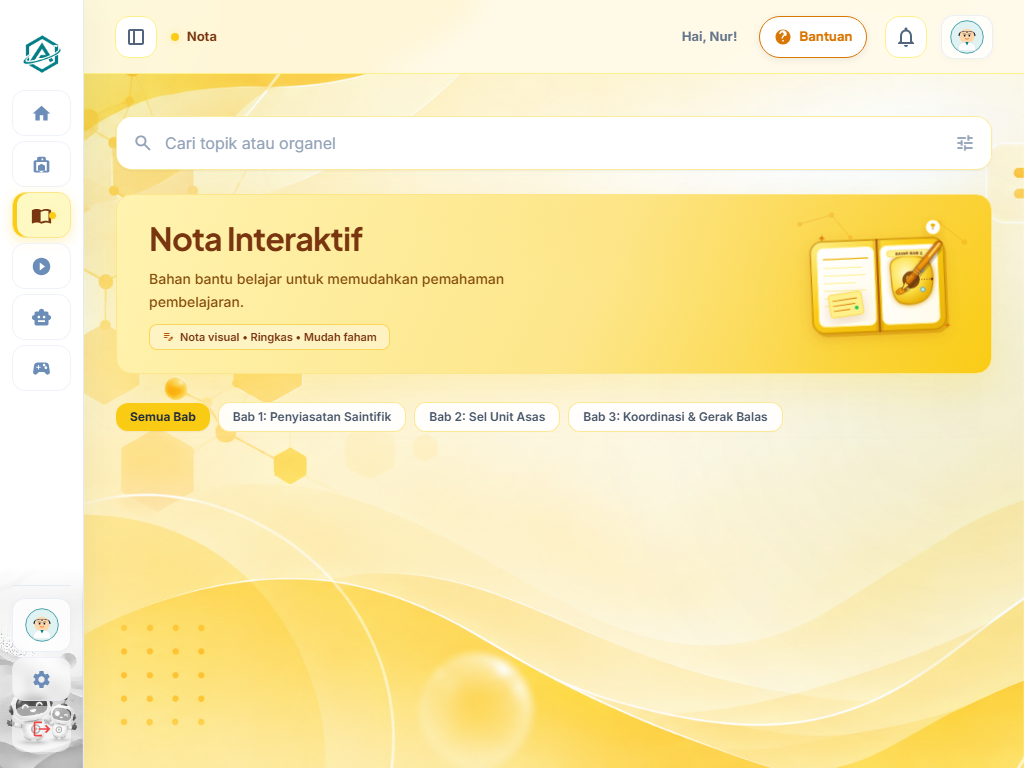 Nota
Hai, Nur!
Bantuan
Cari topik atau organel
Nota Interaktif
Bahan bantu belajar untuk memudahkan pemahaman
pembelajaran.
Nota visual • Ringkas • Mudah faham
Semua Bab
Bab 1: Penyiasatan Saintifik
Bab 2: Sel Unit Asas
Bab 3: Koordinasi & Gerak Balas